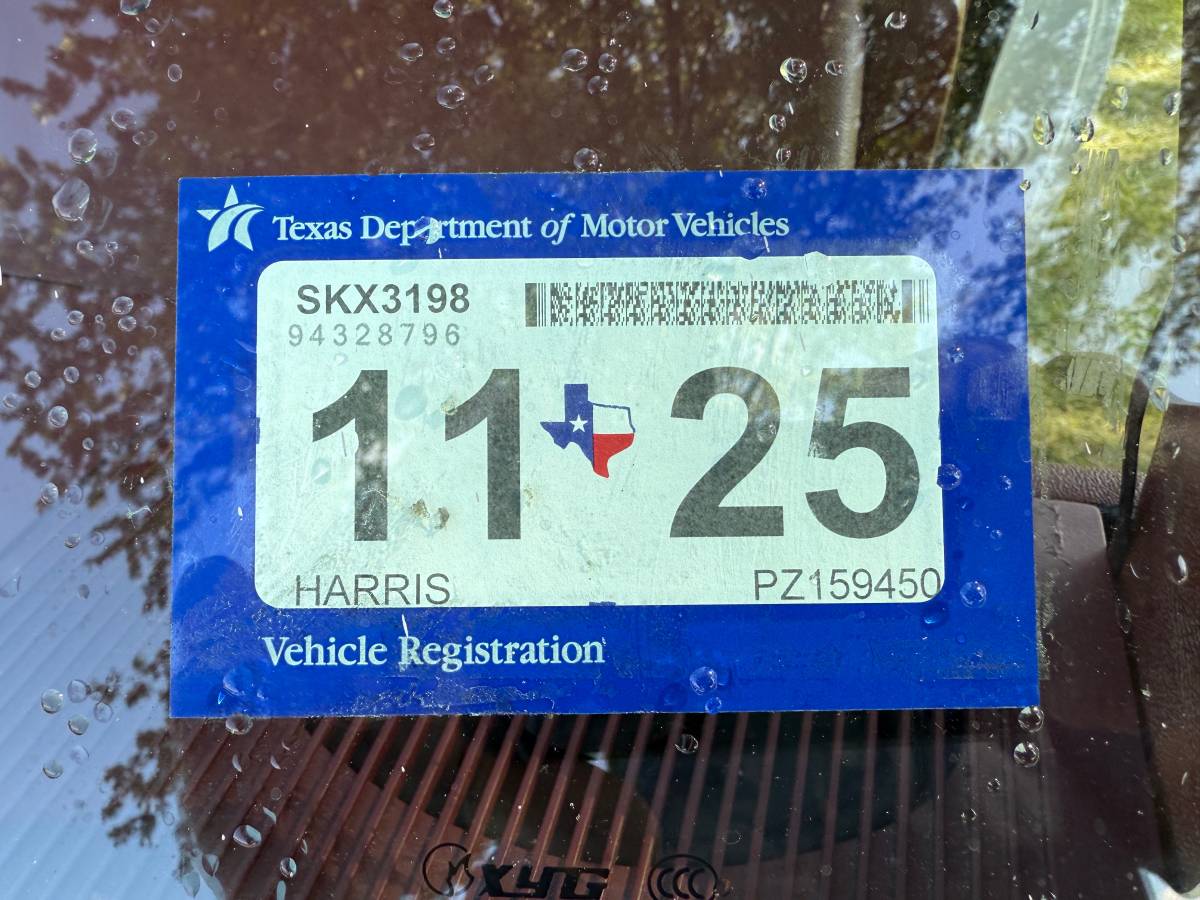 Texas Department of Motor Vehicles
SKX3198
94328796
11 25
HARRIS PZ159450
Vehicle Registration
XYG CCC